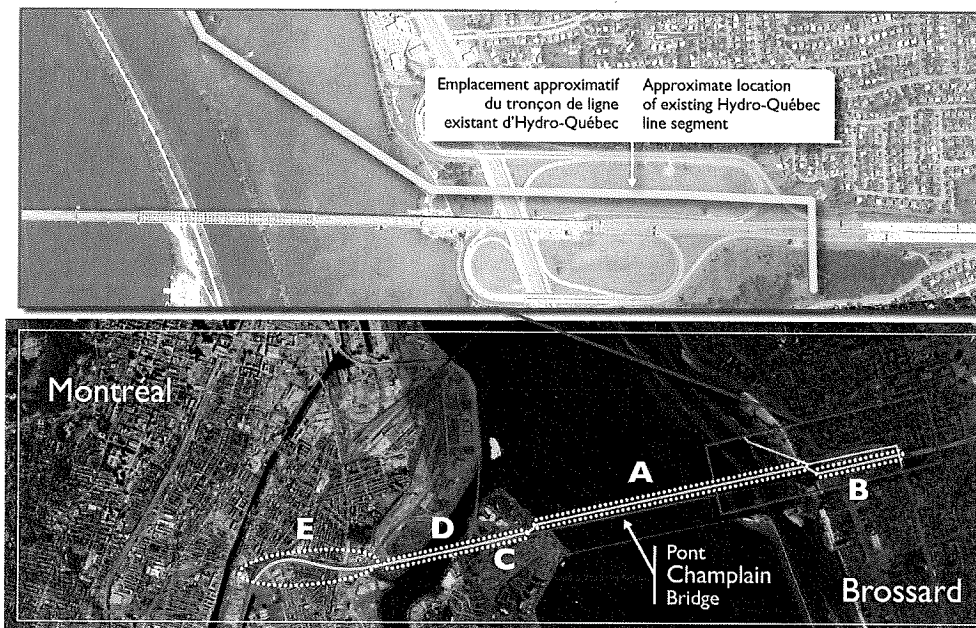 Emplacement approximatif
du tronçon de ligne
existant d'Hydro-Québec
Approximate location
of existing Hydro-Québec
line segment
Montréal
A
B
E
D
C
Pont
Champlain
Bridge
Brossard